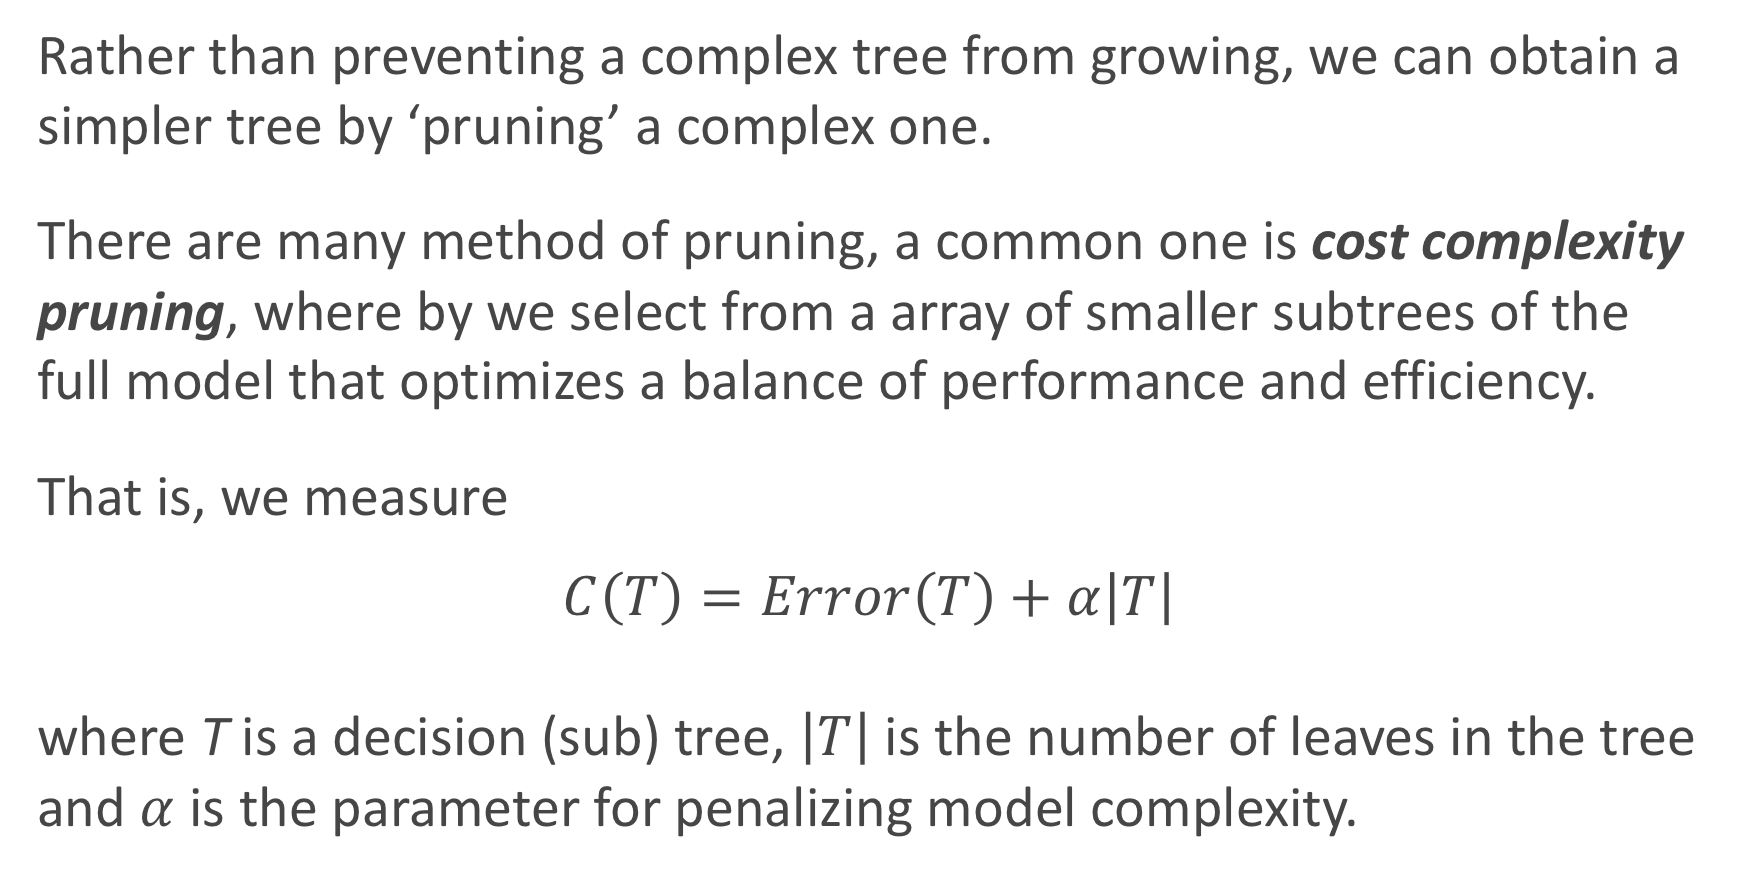 Rather than preventing a complex tree from growing, we can obtain a
simpler tree by ‘pruning’ a complex one.
There are many method of pruning, a common one is cost complexity
pruning, where by we select from a array of smaller subtrees of the
full model that optimizes a balance of performance and efficiency.
That is, we measure
C(T) = Error(T) + α|T|
where T is a decision (sub) tree, |T| is the number of leaves in the tree
and α is the parameter for penalizing model complexity.